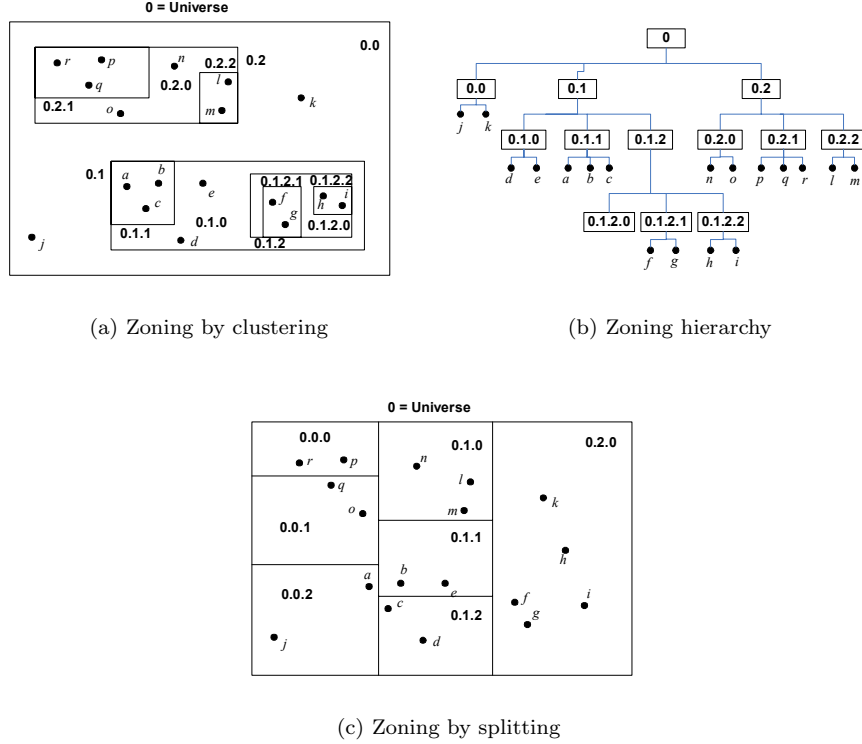 0 = Universe
0.0
r p n 0.2.2 0.2
q 0.2.0 l
0.2.1 o m k
0.1 a b e 0.1.2.1 0.1.2.2
c f h i
0.1.1 0.1.0 g 0.1.2.0
j d 0.1.2
(a) Zoning by clustering
0
0.0 0.1 0.2
j k 0.1.0 0.1.1 0.1.2 0.2.0 0.2.1 0.2.2
d e a b c n o p q r l m
0.1.2.0 0.1.2.1 0.1.2.2
f g h i
(b) Zoning hierarchy
0 = Universe
0.0.0 0.1.0 0.2.0
r p n
q l k
o m
0.0.1 0.1.1
h
a b e
0.0.2 c 0.1.2 f i
j d g
(c) Zoning by splitting